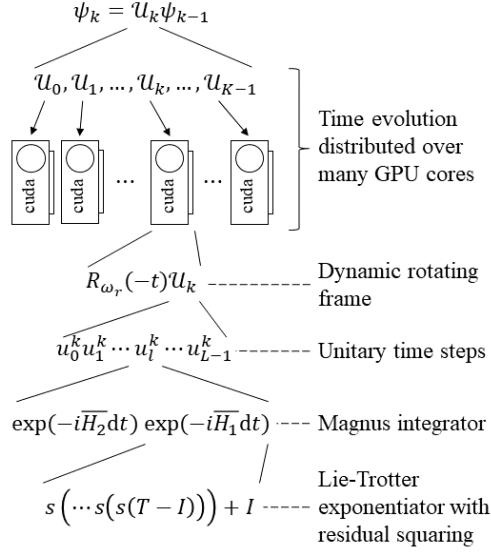 ψ_k = 𝒰_kψ_{k−1}
𝒰_0, 𝒰_1, …, 𝒰_k, …, 𝒰_{K−1}
cuda cuda … cuda … cuda
Time evolution
distributed over
many GPU cores
R_{ω_r}(−t)𝒰_k
Dynamic rotating
frame
u_0^k u_1^k ⋯ u_l^k ⋯ u_{L−1}^k
Unitary time steps
exp(−i\overline{H_2}dt) exp(−i\overline{H_1}dt)
Magnus integrator
s(⋯s(s(T − I))) + I
Lie-Trotter
exponentiator with
residual squaring